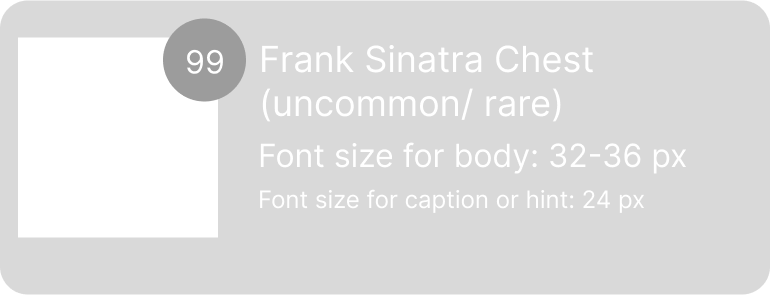 99
Frank Sinatra Chest
(uncommon/ rare)
Font size for body: 32-36 px
Font size for caption or hint: 24 px